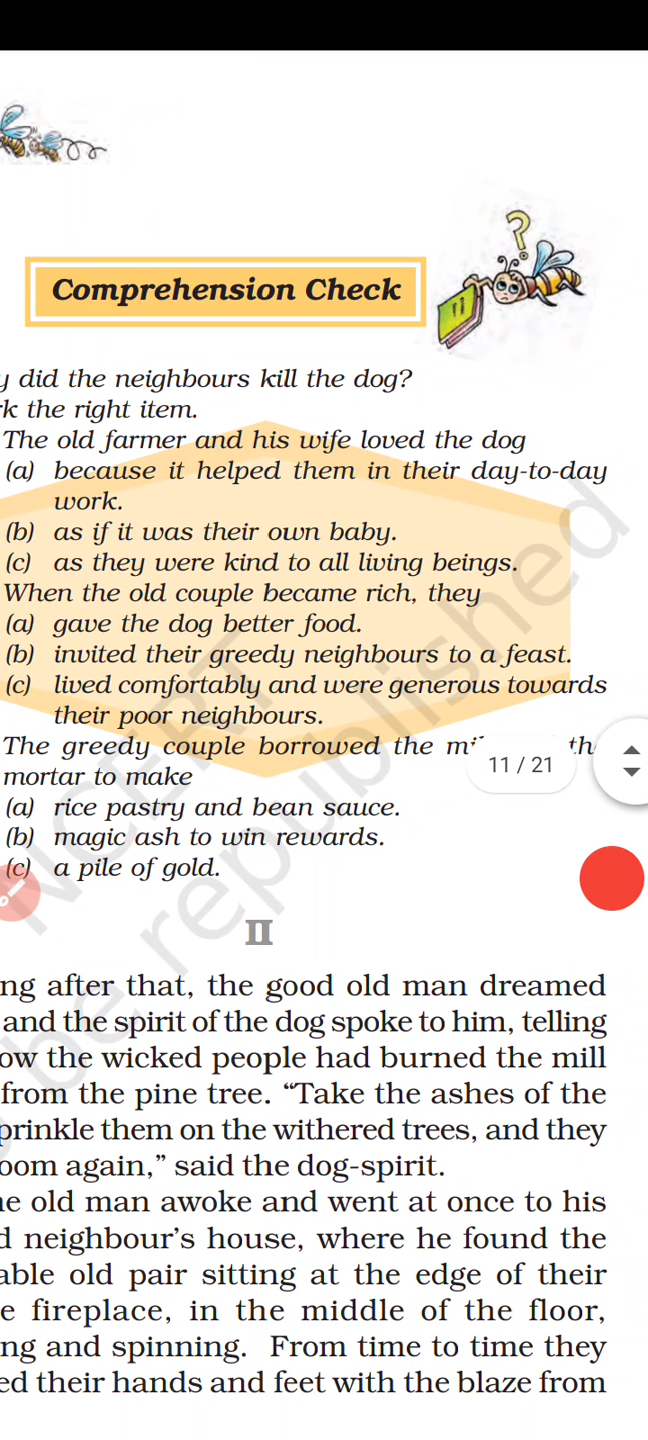 ?
Comprehension Check
y did the neighbours kill the dog?
rk the right item.
The old farmer and his wife loved the dog
(a) because it helped them in their day-to-day
work.
(b) as if it was their own baby.
(c) as they were kind to all living beings.
When the old couple became rich, they
(a) gave the dog better food.
(b) invited their greedy neighbours to a feast.
(c) lived comfortably and were generous towards
their poor neighbours.
The greedy couple borrowed the mi th
mortar to make
11 / 21
(a) rice pastry and bean sauce.
(b) magic ash to win rewards.
(c) a pile of gold.
NCERT
be republished
II
ng after that, the good old man dreamed
and the spirit of the dog spoke to him, telling
ow the wicked people had burned the mill
from the pine tree. “Take the ashes of the
prinkle them on the withered trees, and they
oom again,” said the dog-spirit.
he old man awoke and went at once to his
d neighbour’s house, where he found the
able old pair sitting at the edge of their
e fireplace, in the middle of the floor,
ng and spinning. From time to time they
ed their hands and feet with the blaze from